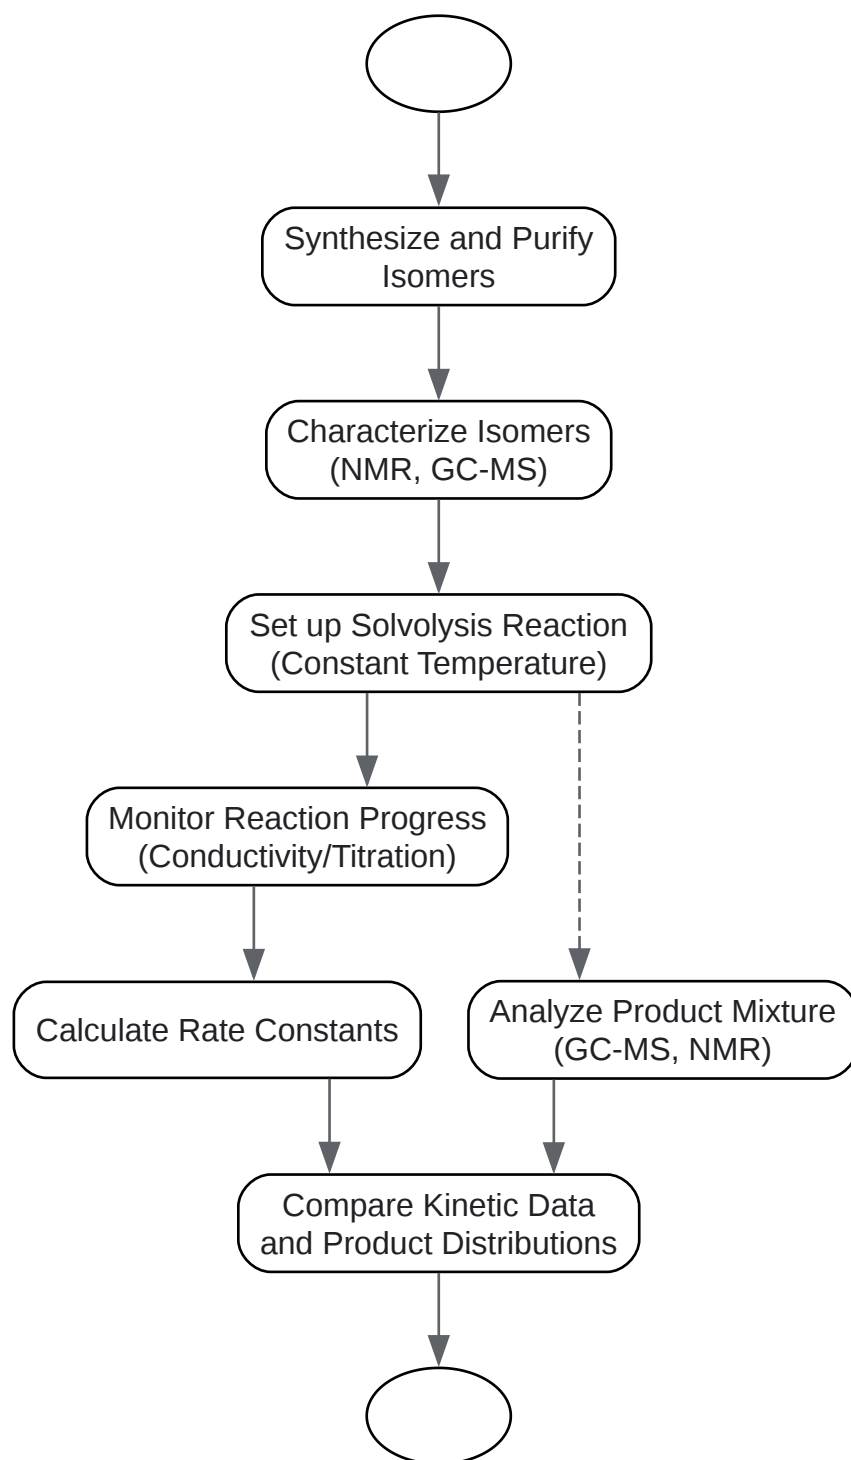 Synthesize and Purify
Isomers
Characterize Isomers
(NMR, GC-MS)
Set up Solvolysis Reaction
(Constant Temperature)
Monitor Reaction Progress
(Conductivity/Titration)
Calculate Rate Constants
Analyze Product Mixture
(GC-MS, NMR)
Compare Kinetic Data
and Product Distributions